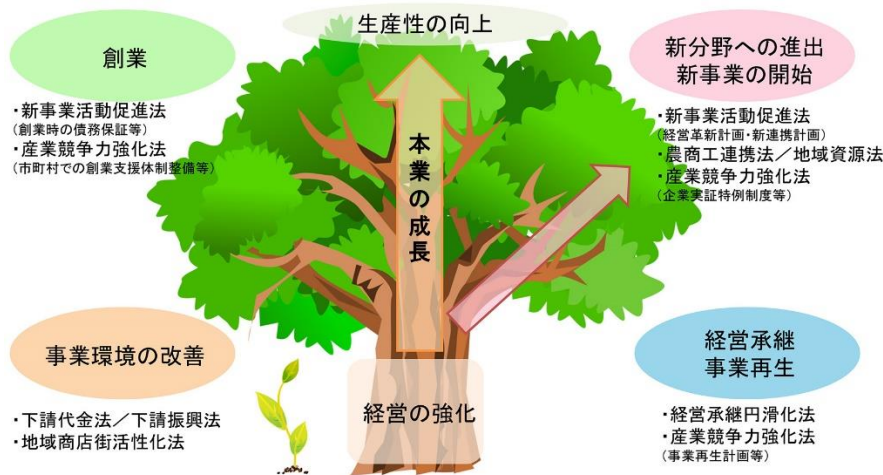 生産性の向上
創業
・新事業活動促進法
(創業時の債務保証等)
・産業競争力強化法
(市町村での創業支援体制整備等)
新分野への進出
新事業の開始
・新事業活動促進法
(経営革新計画・新連携計画)
・農商工連携法／地域資源法
・産業競争力強化法
(企業実証特例制度等)
本業の成長
事業環境の改善
・下請代金法／下請振興法
・地域商店街活性化法
経営の強化
経営承継
事業再生
・経営承継円滑化法
・産業競争力強化法
(事業再生計画等)